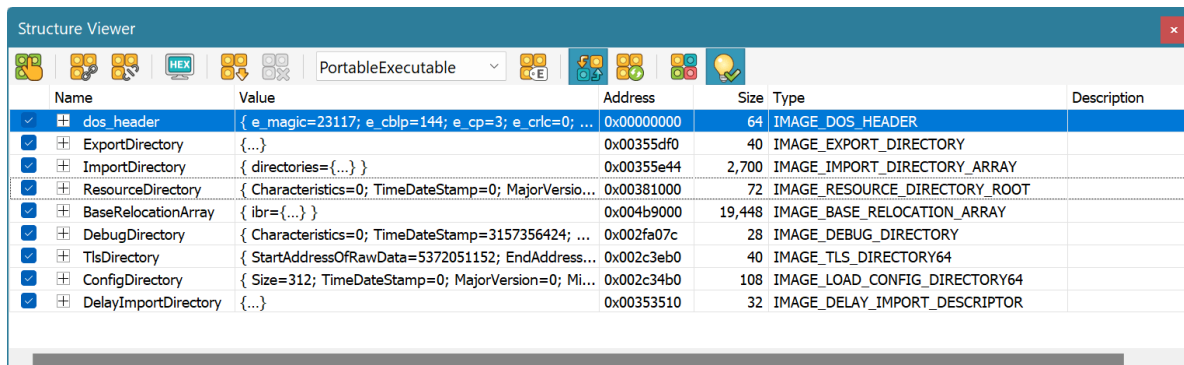 Structure Viewer
HEX PortableExecutable E
Name Value Address Size Type Description
dos_header { e_magic=23117; e_cblp=144; e_cp=3; e_crlc=0; ... 0x00000000 64 IMAGE_DOS_HEADER
ExportDirectory {...} 0x00355df0 40 IMAGE_EXPORT_DIRECTORY
ImportDirectory { directories={...} } 0x00355e44 2,700 IMAGE_IMPORT_DIRECTORY_ARRAY
ResourceDirectory { Characteristics=0; TimeDateStamp=0; MajorVersio... 0x00381000 72 IMAGE_RESOURCE_DIRECTORY_ROOT
BaseRelocationArray { ibr={...} } 0x004b9000 19,448 IMAGE_BASE_RELOCATION_ARRAY
DebugDirectory { Characteristics=0; TimeDateStamp=3157356424; ... 0x002fa07c 28 IMAGE_DEBUG_DIRECTORY
TlsDirectory { StartAddressOfRawData=5372051152; EndAddress... 0x002c3eb0 40 IMAGE_TLS_DIRECTORY64
ConfigDirectory { Size=312; TimeDateStamp=0; MajorVersion=0; Mi... 0x002c34b0 108 IMAGE_LOAD_CONFIG_DIRECTORY64
DelayImportDirectory {...} 0x00353510 32 IMAGE_DELAY_IMPORT_DESCRIPTOR